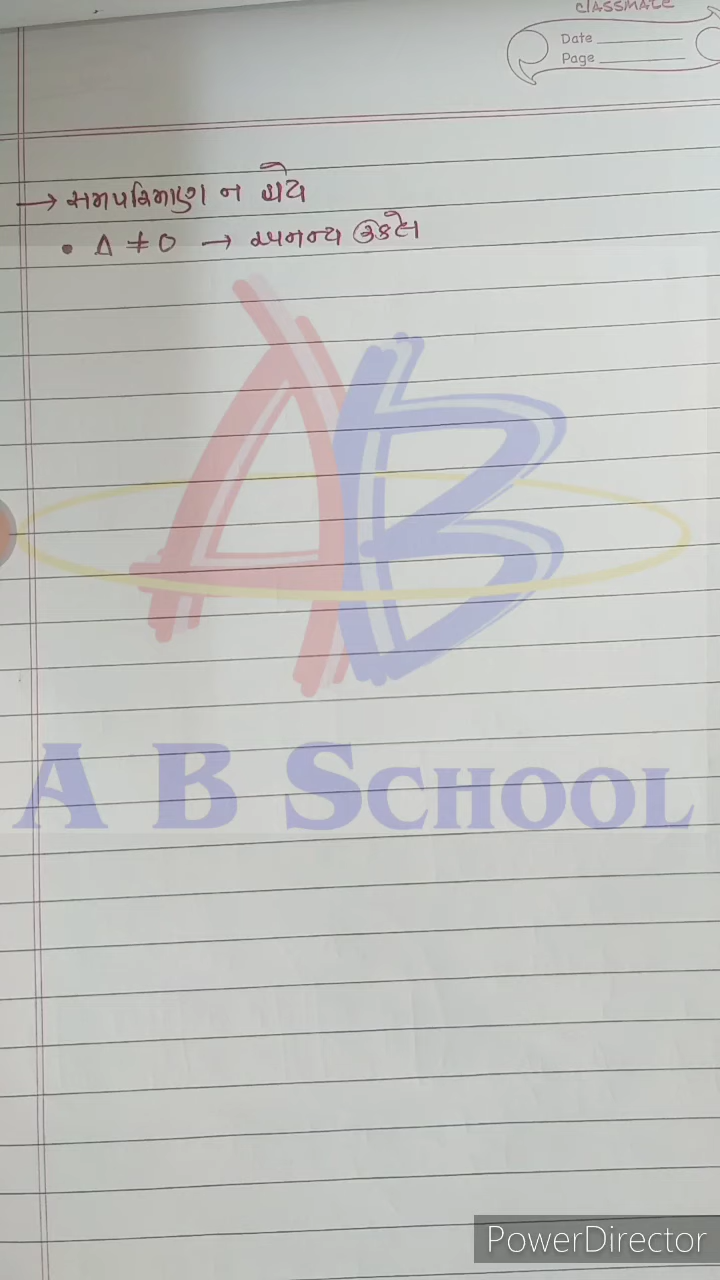 classmate
Date
Page
→ સમપરિમાણ ન હોય
• Δ ≠ 0 → અનન્ય ઉકેલ
A B SCHOOL
PowerDirector